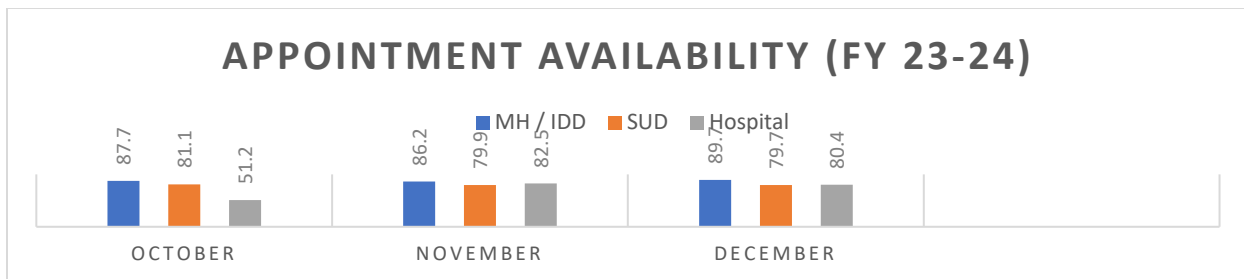 APPOINTMENT AVAILABILITY (FY 23-24)
MH / IDD SUD Hospital
87.7 81.1 51.2 86.2 79.9 82.5 89.7 79.7 80.4
OCTOBER NOVEMBER DECEMBER